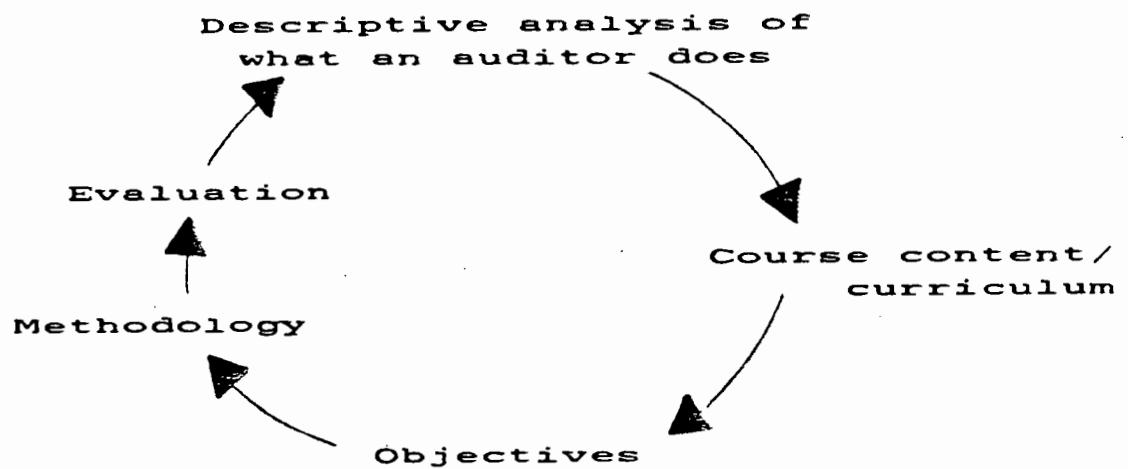 Descriptive analysis of
what an auditor does
Evaluation
Course content/
curriculum
Methodology
Objectives